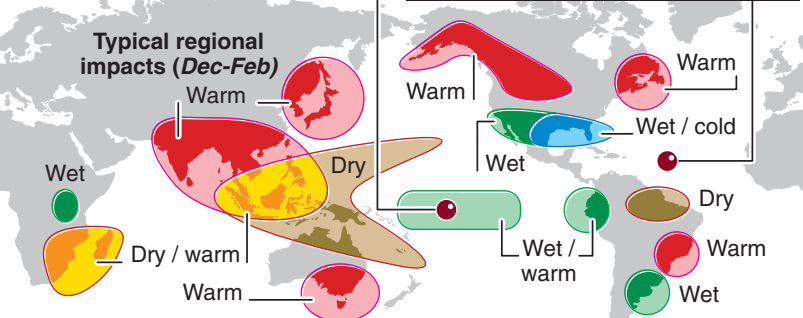 Typical regional
impacts (Dec-Feb)
Warm
Warm
Warm
Wet / cold
Wet
Dry
Wet
Dry
Dry / warm
Wet /
warm
Warm
Warm
Wet